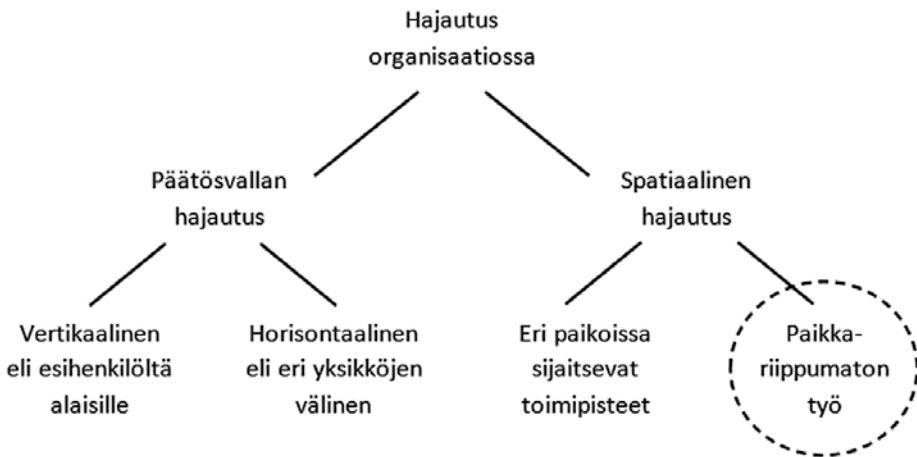 Hajautus
organisaatiossa
Päätösvallan
hajautus
Spatiaalinen
hajautus
Vertikaalinen
eli esihenkilöltä
alaisille
Horisontaalinen
eli eri yksikköjen
välinen
Eri paikoissa
sijaitsevat
toimipisteet
Paikka-
riippumaton
työ